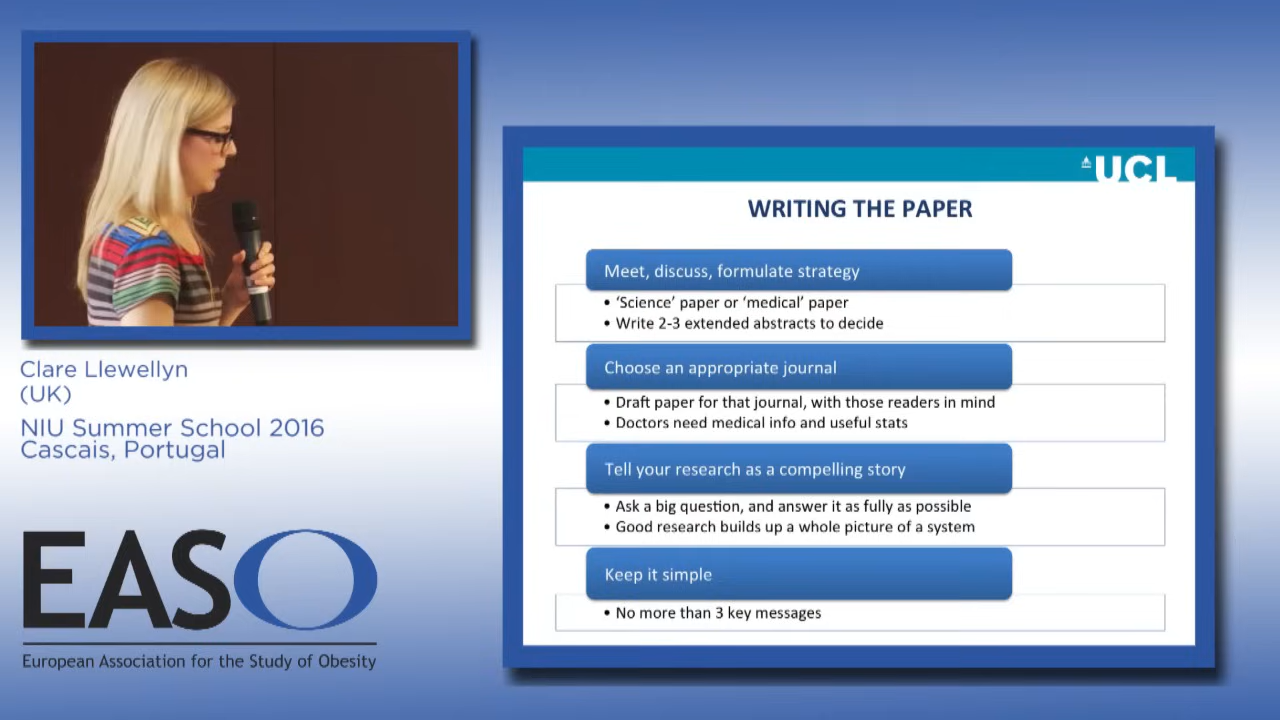 Clare Llewellyn
(UK)
NIU Summer School 2016
Cascais, Portugal
EASO
European Association for the Study of Obesity
UCL
WRITING THE PAPER
Meet, discuss, formulate strategy
• ‘Science’ paper or ‘medical’ paper
• Write 2-3 extended abstracts to decide
Choose an appropriate journal
• Draft paper for that journal, with those readers in mind
• Doctors need medical info and useful stats
Tell your research as a compelling story
• Ask a big question, and answer it as fully as possible
• Good research builds up a whole picture of a system
Keep it simple
• No more than 3 key messages